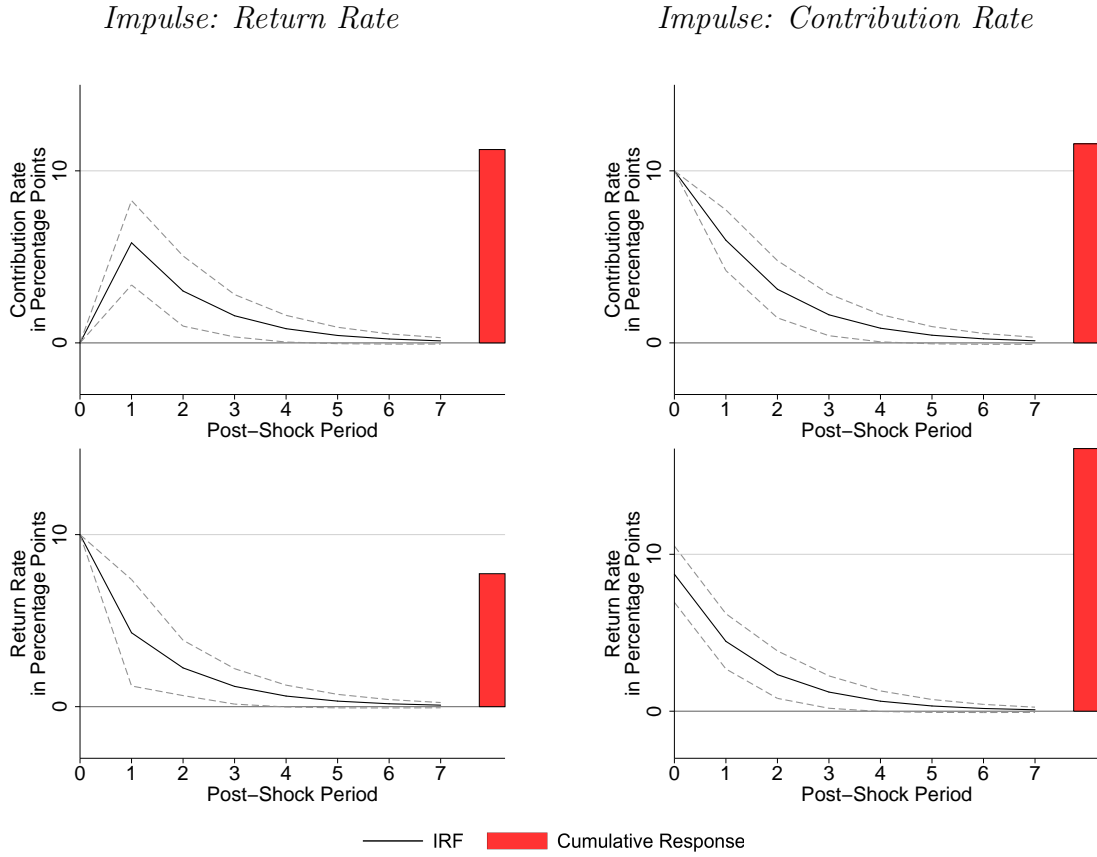 Impulse: Return Rate
Impulse: Contribution Rate
Contribution Rate
in Percentage Points
10
0
0 1 2 3 4 5 6 7
Post−Shock Period
Contribution Rate
in Percentage Points
10
0
0 1 2 3 4 5 6 7
Post−Shock Period
Return Rate
in Percentage Points
10
0
0 1 2 3 4 5 6 7
Post−Shock Period
Return Rate
in Percentage Points
10
0
0 1 2 3 4 5 6 7
Post−Shock Period
IRF Cumulative Response